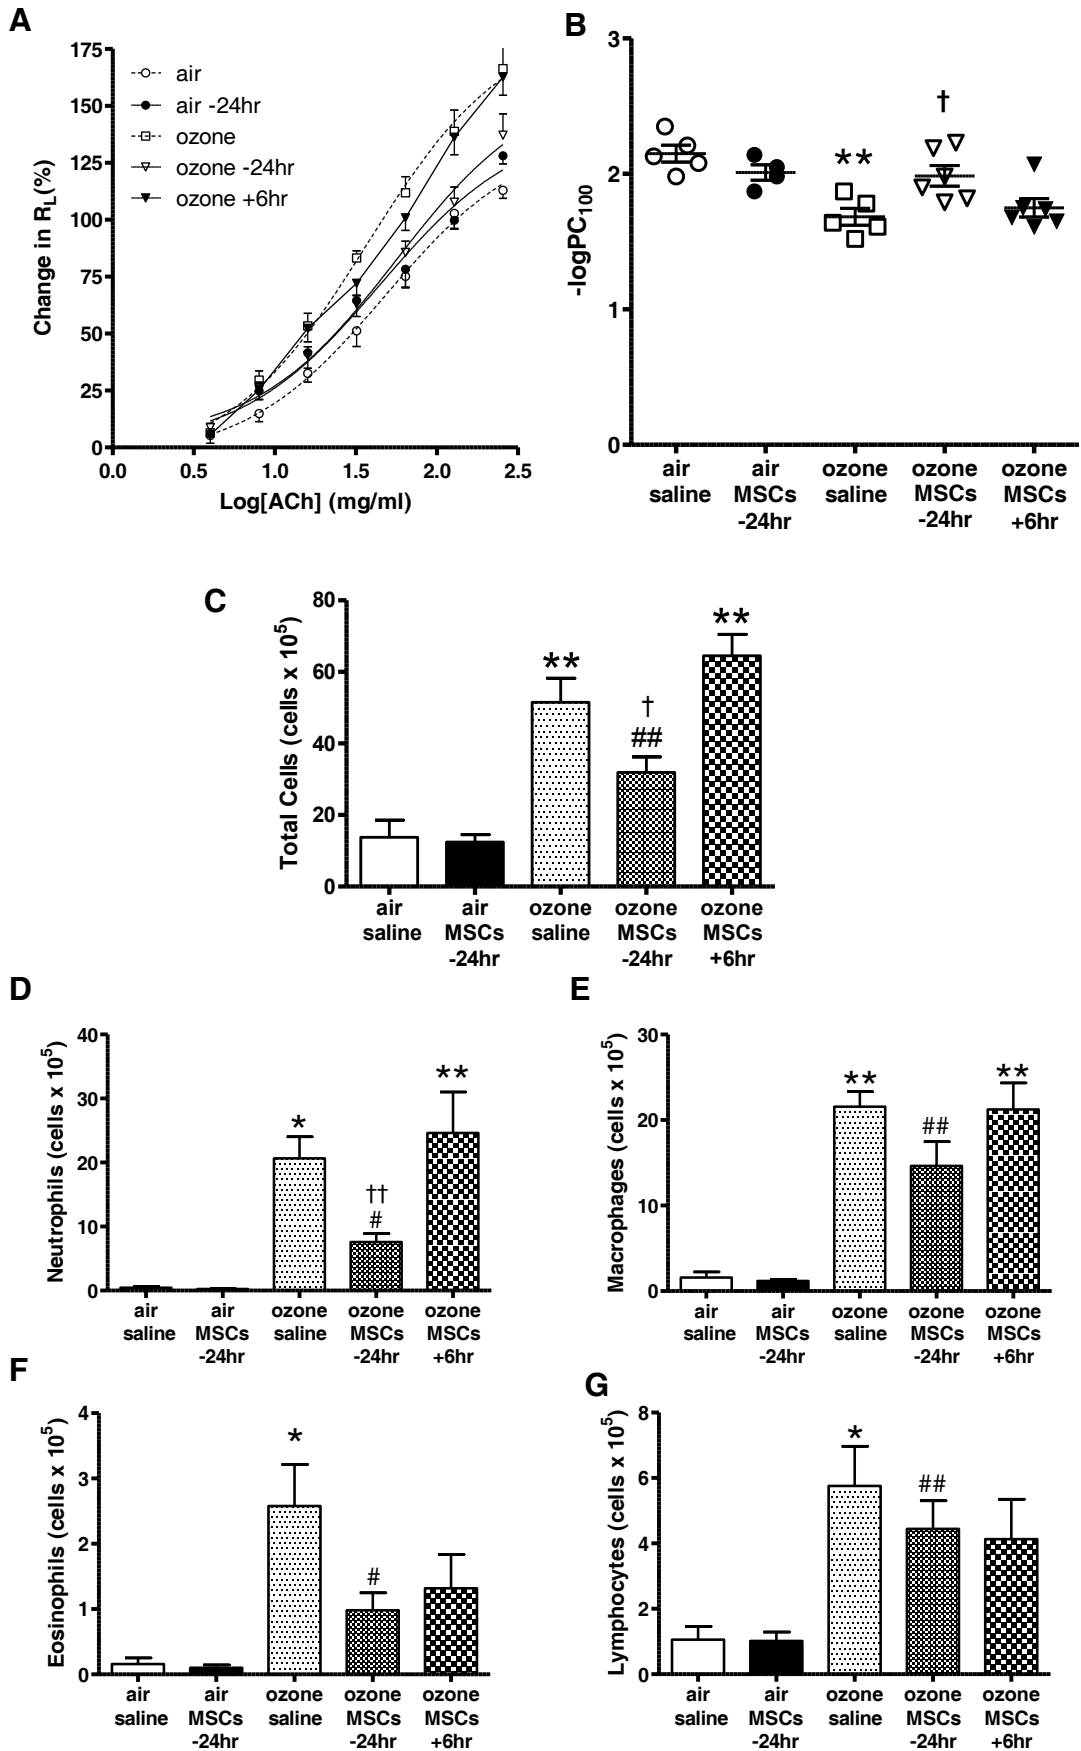 A
175
150
125
100
75
50
25
0
Change in RL(%)
air
air -24hr
ozone
ozone -24hr
ozone +6hr
0.0 0.5 1.0 1.5 2.0 2.5
Log[ACh] (mg/ml)
B
3
2
1
0
-logPC100
**
†
air saline
air MSCs -24hr
ozone saline
ozone MSCs -24hr
ozone MSCs +6hr
C
80
60
40
20
0
Total Cells (cells x 10^5)
**
†
##
**
air saline
air MSCs -24hr
ozone saline
ozone MSCs -24hr
ozone MSCs +6hr
D
40
30
20
10
0
Neutrophils (cells x 10^5)
*
††
#
**
air saline
air MSCs -24hr
ozone saline
ozone MSCs -24hr
ozone MSCs +6hr
E
30
20
10
0
Macrophages (cells x 10^5)
**
##
**
air saline
air MSCs -24hr
ozone saline
ozone MSCs -24hr
ozone MSCs +6hr
F
4
3
2
1
0
Eosinophils (cells x 10^5)
*
#
air saline
air MSCs -24hr
ozone saline
ozone MSCs -24hr
ozone MSCs +6hr
G
8
6
4
2
0
Lymphocytes (cells x 10^5)
*
##
air saline
air MSCs -24hr
ozone saline
ozone MSCs -24hr
ozone MSCs +6hr